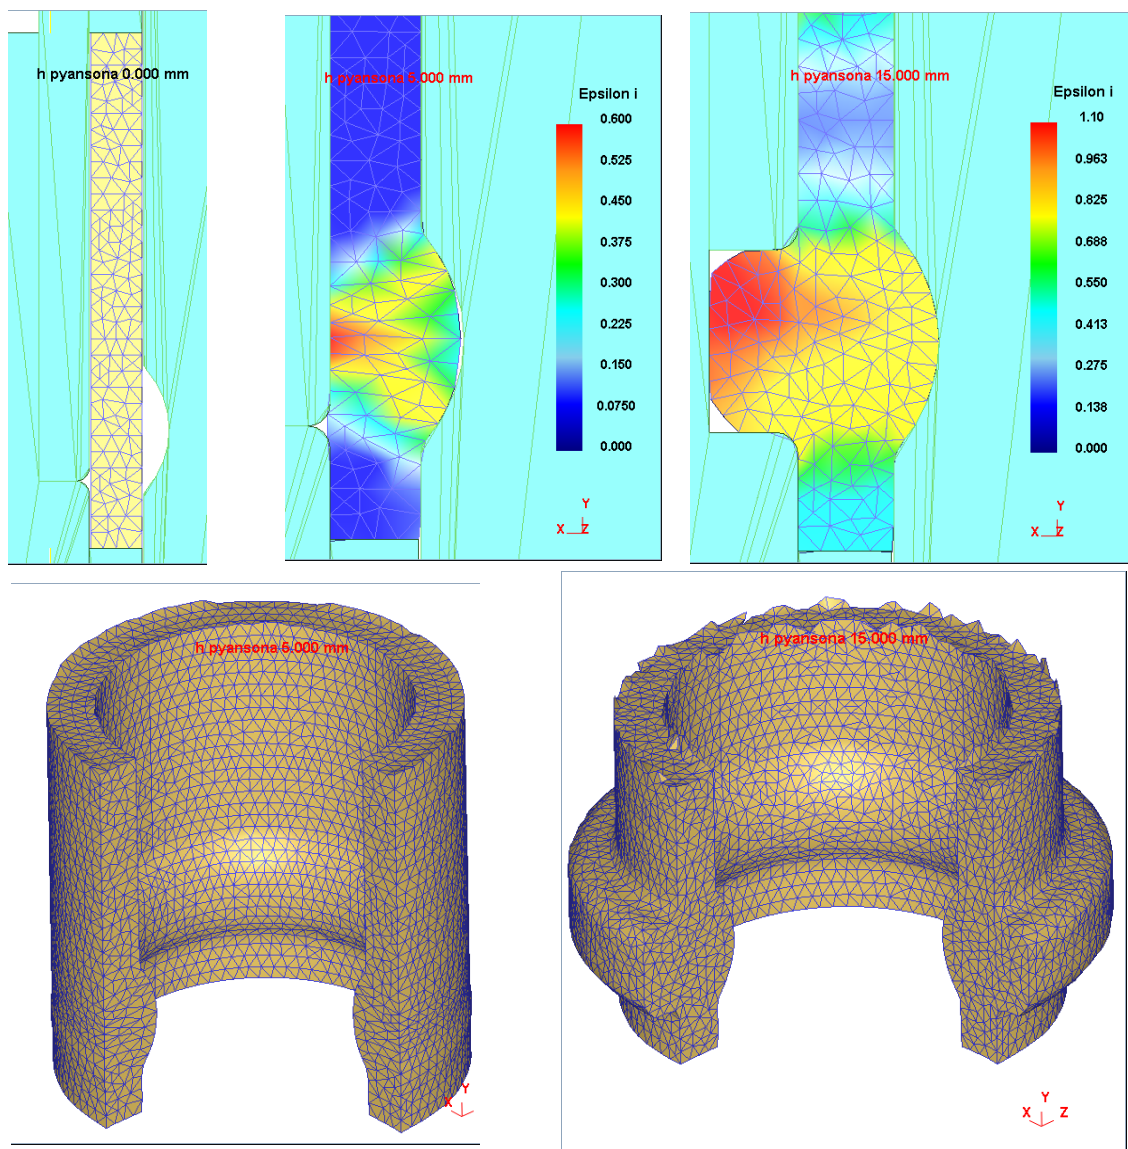 h pyansona 0.000 mm
h pyansona 5.000 mm
Epsilon i
0.600
0.525
0.450
0.375
0.300
0.225
0.150
0.0750
0.000
Y
X Z
h pyansona 15.000 mm
Epsilon i
1.10
0.963
0.825
0.688
0.550
0.413
0.275
0.138
0.000
Y
X Z
h pyansona 5.000 mm
Y
X
h pyansona 15.000 mm
Y
X Z